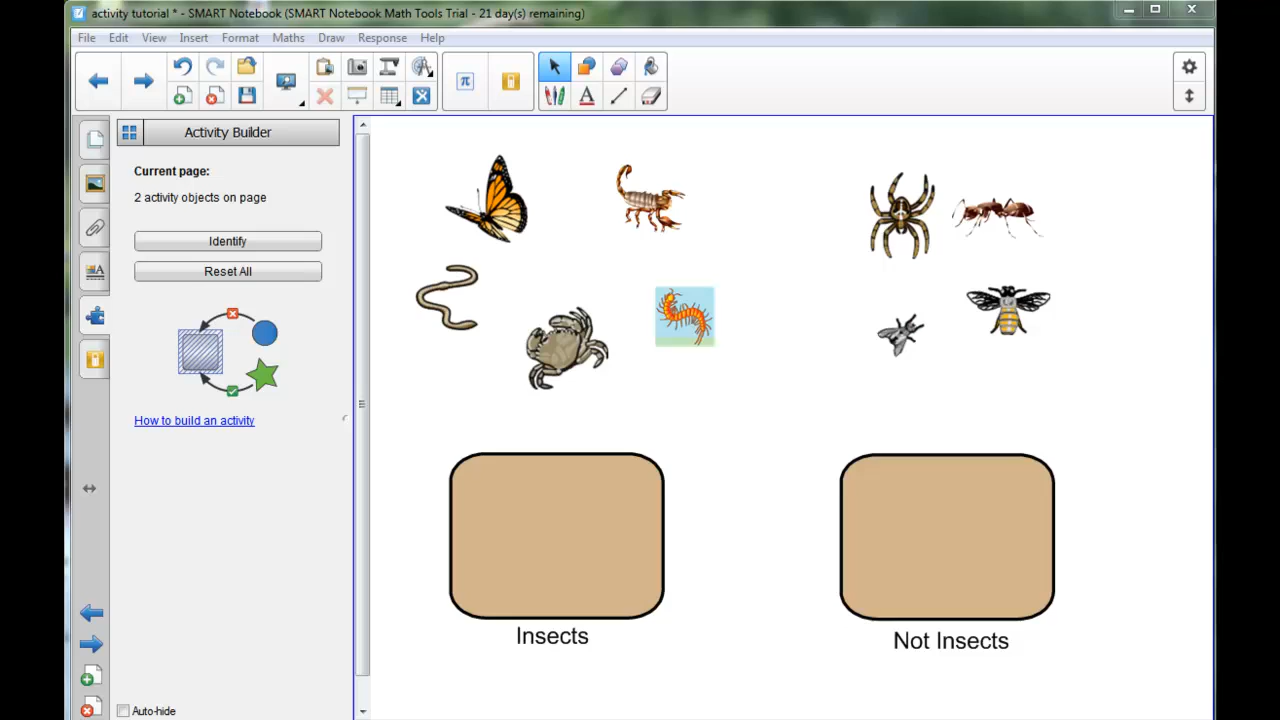 activity tutorial * - SMART Notebook (SMART Notebook Math Tools Trial - 21 day(s) remaining)
File Edit View Insert Format Maths Draw Response Help
π
A
Activity Builder
Current page:
2 activity objects on page
Identify
Reset All
How to build an activity
Auto-hide
Insects
Not Insects